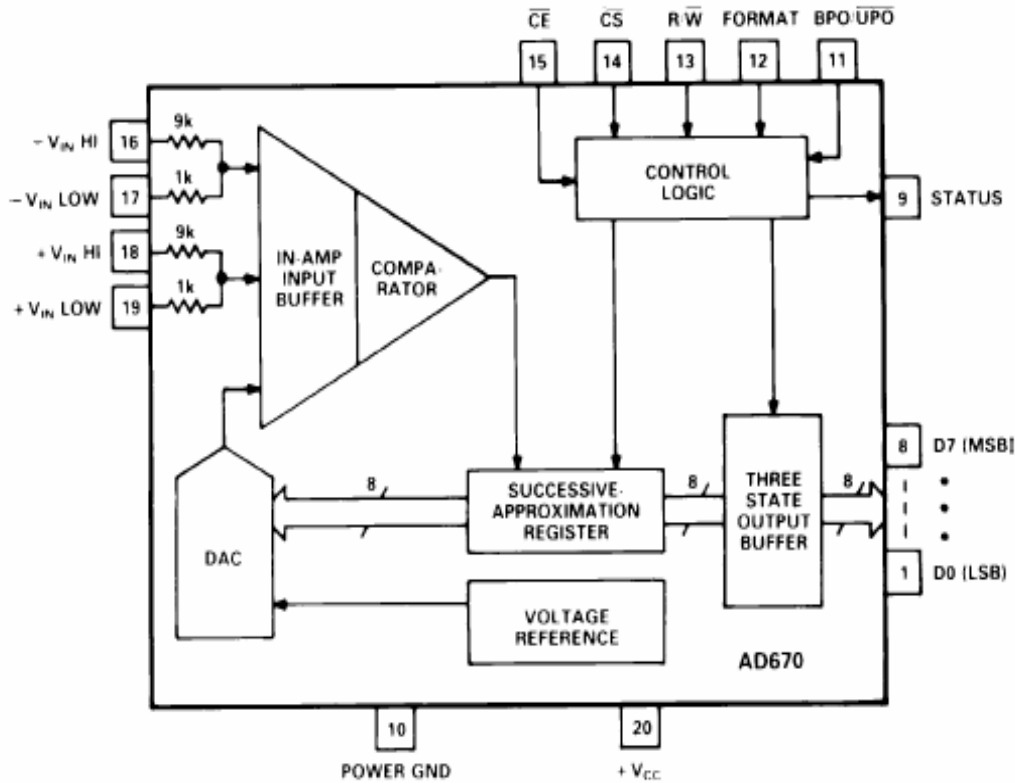 C̅E̅ C̅S̅ R/W̅ FORMAT BPO/U̅P̅O̅
15 14 13 12 11
− V_IN HI 16 9k
− V_IN LOW 17 1k
+ V_IN HI 18 9k
+ V_IN LOW 19 1k
IN-AMP
INPUT
BUFFER
COMPA-
RATOR
CONTROL
LOGIC
9 STATUS
8 D7 (MSB)
1 D0 (LSB)
DAC
8
SUCCESSIVE-
APPROXIMATION
REGISTER
8
THREE
STATE
OUTPUT
BUFFER
8
VOLTAGE
REFERENCE
AD670
10
POWER GND
20
+ V_CC